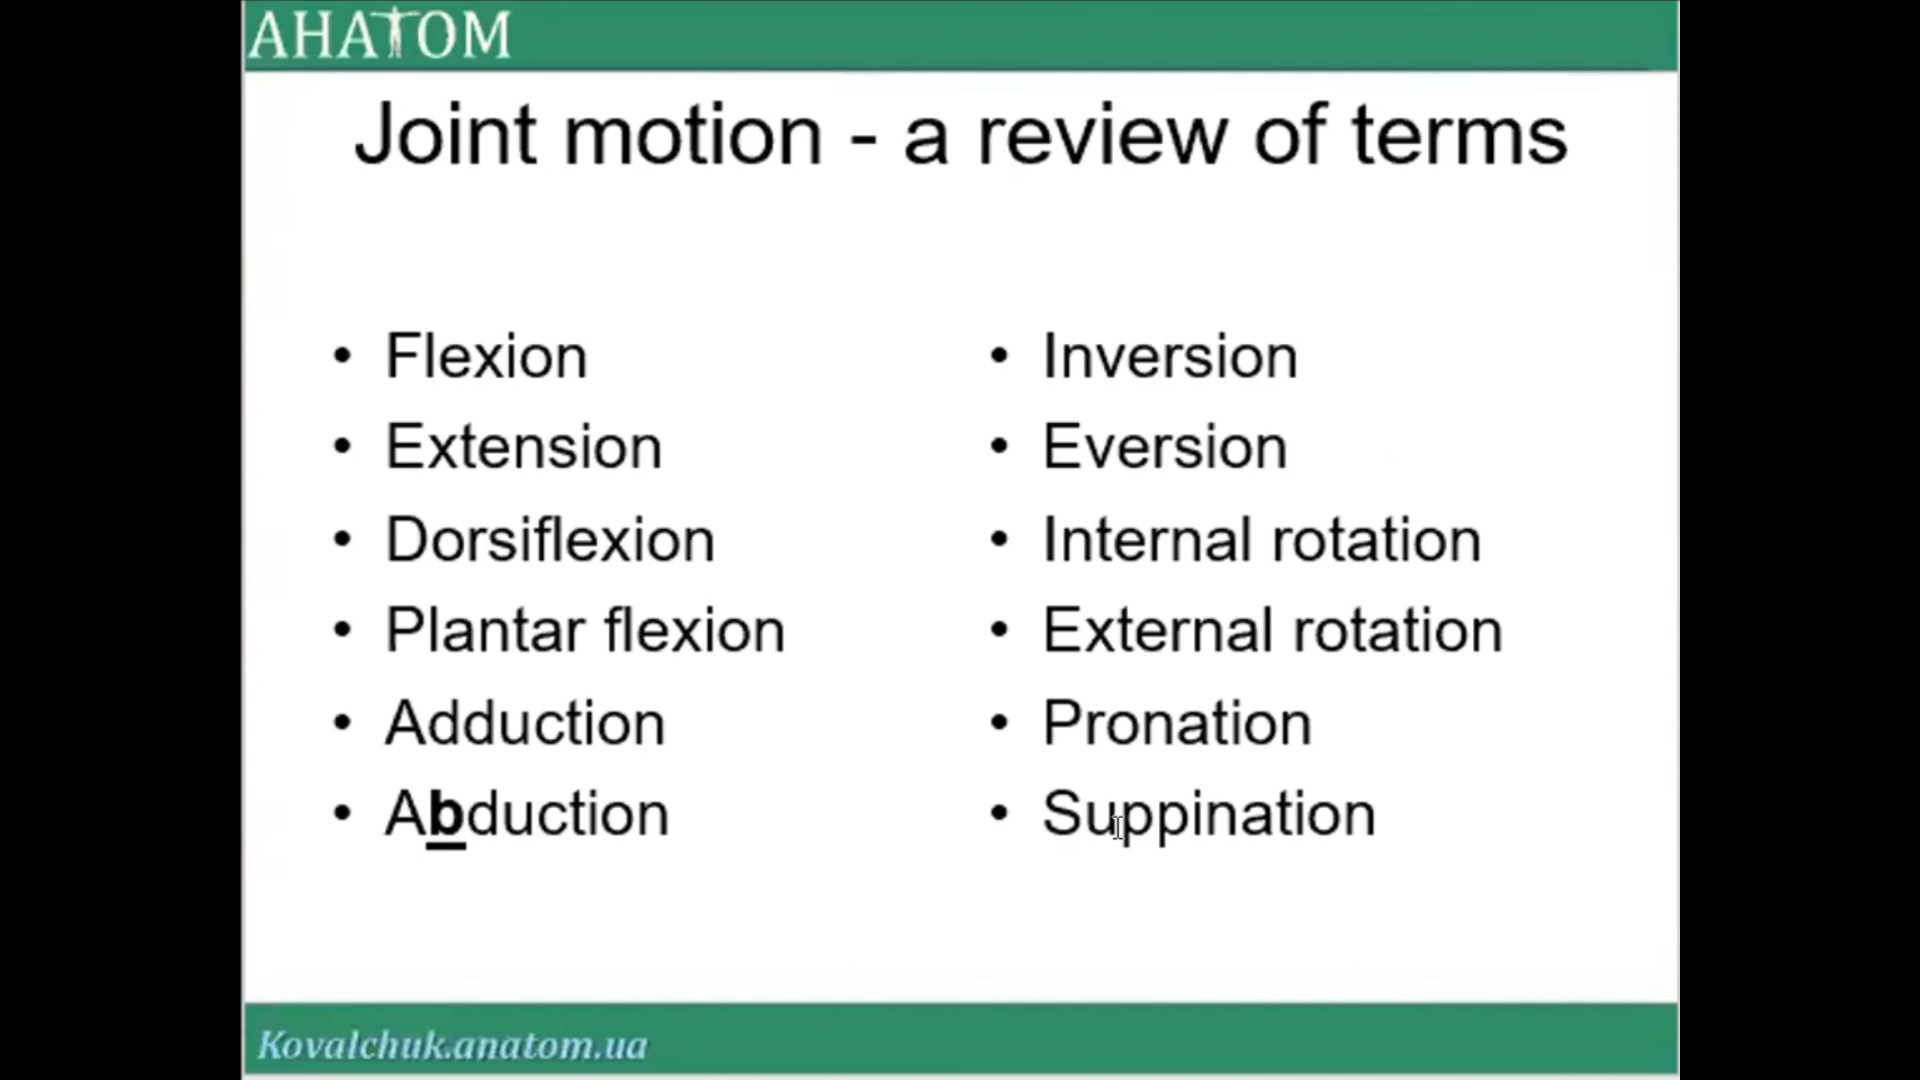 АНАТОМ
Joint motion - a review of terms
• Flexion
• Extension
• Dorsiflexion
• Plantar flexion
• Adduction
• Abduction
• Inversion
• Eversion
• Internal rotation
• External rotation
• Pronation
• Suppination
Kovalchuk.anatom.ua